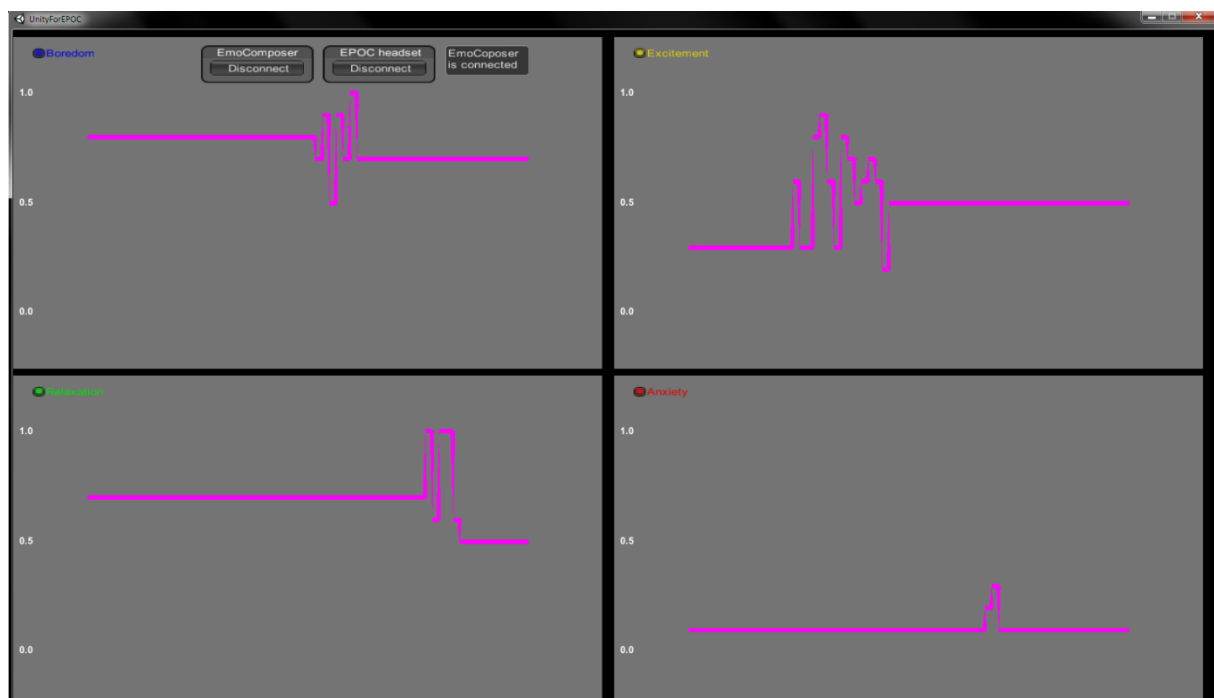 UnityForEPOC
Boredom
EmoComposer
Disconnect
EPOC headset
Disconnect
EmoCoposer
is connected
1.0
0.5
0.0
Excitement
1.0
0.5
0.0
Relaxation
1.0
0.5
0.0
Anxiety
1.0
0.5
0.0